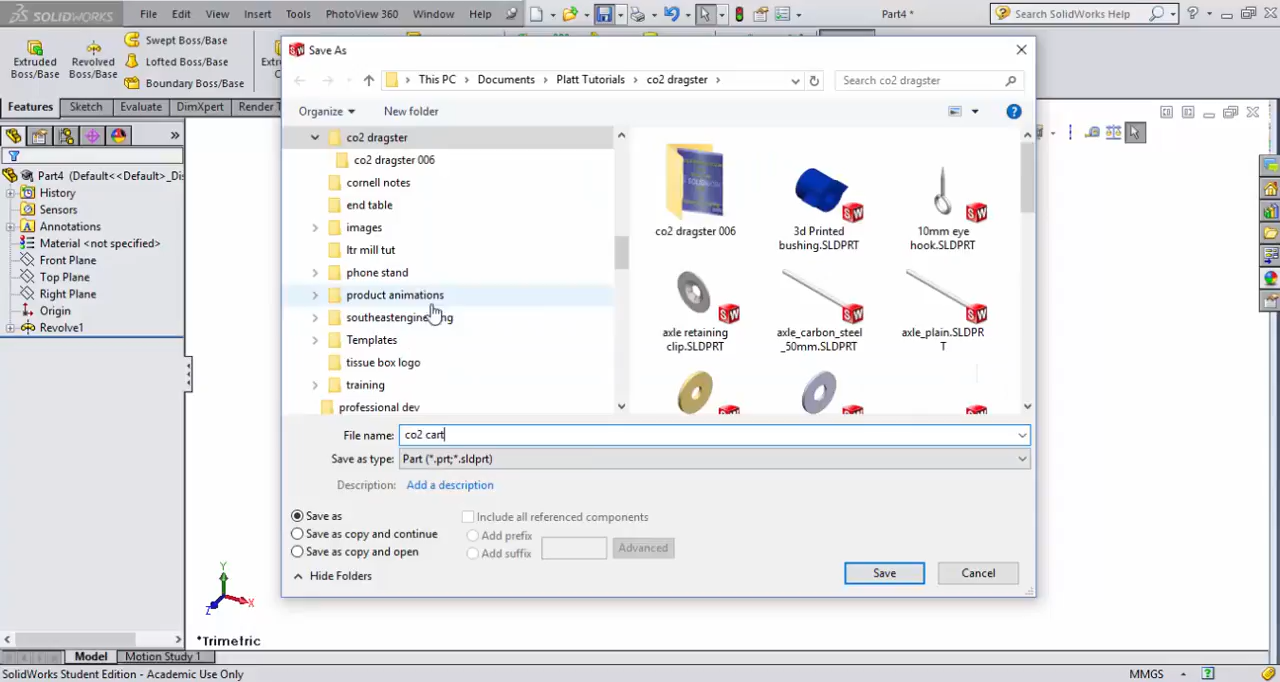 SOLIDWORKS File Edit View Insert Tools PhotoView 360 Window Help Part4 * Search SolidWorks Help
Extruded Boss/Base
Revolved Boss/Base
Swept Boss/Base
Lofted Boss/Base
Boundary Boss/Base
Features Sketch Evaluate DimXpert Render T
Part4 (Default<<Default>_Dis
History
Sensors
Annotations
Material <not specified>
Front Plane
Top Plane
Right Plane
Origin
Revolve1
Save As
This PC > Documents > Platt Tutorials > co2 dragster >
Search co2 dragster
Organize New folder
co2 dragster
co2 dragster 006
cornell notes
end table
images
ltr mill tut
phone stand
product animations
southeastengineering
Templates
tissue box logo
training
professional dev
co2 dragster 006
3d Printed bushing.SLDPRT
10mm eye hook.SLDPRT
axle retaining clip.SLDPRT
axle_carbon_steel_50mm.SLDPRT
axle_plain.SLDPRT
File name: co2 cart
Save as type: Part (*.prt;*.sldprt)
Description: Add a description
Save as
Save as copy and continue
Save as copy and open
Include all referenced components
Add prefix
Add suffix
Advanced
Hide Folders
Save Cancel
Y
X
Z
*Trimetric
Model Motion Study 1
SolidWorks Student Edition - Academic Use Only MMGS